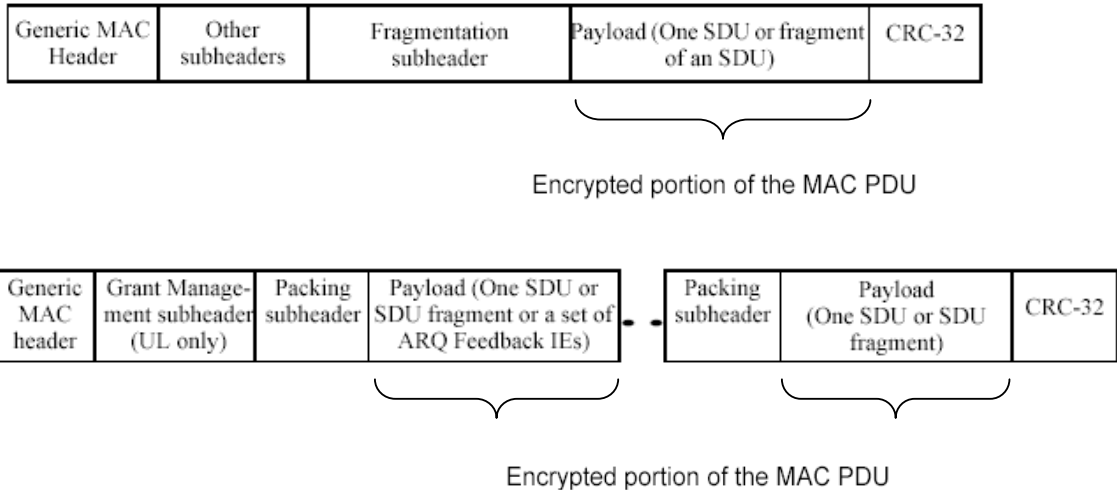 Generic MAC
Header
Other
subheaders
Fragmentation
subheader
Payload (One SDU or fragment
of an SDU)
CRC-32
Encrypted portion of the MAC PDU
Generic
MAC
header
Grant Manage-
ment subheader
(UL only)
Packing
subheader
Payload (One SDU or
SDU fragment or a set of
ARQ Feedback IEs)
Packing
subheader
Payload
(One SDU or SDU
fragment)
CRC-32
Encrypted portion of the MAC PDU